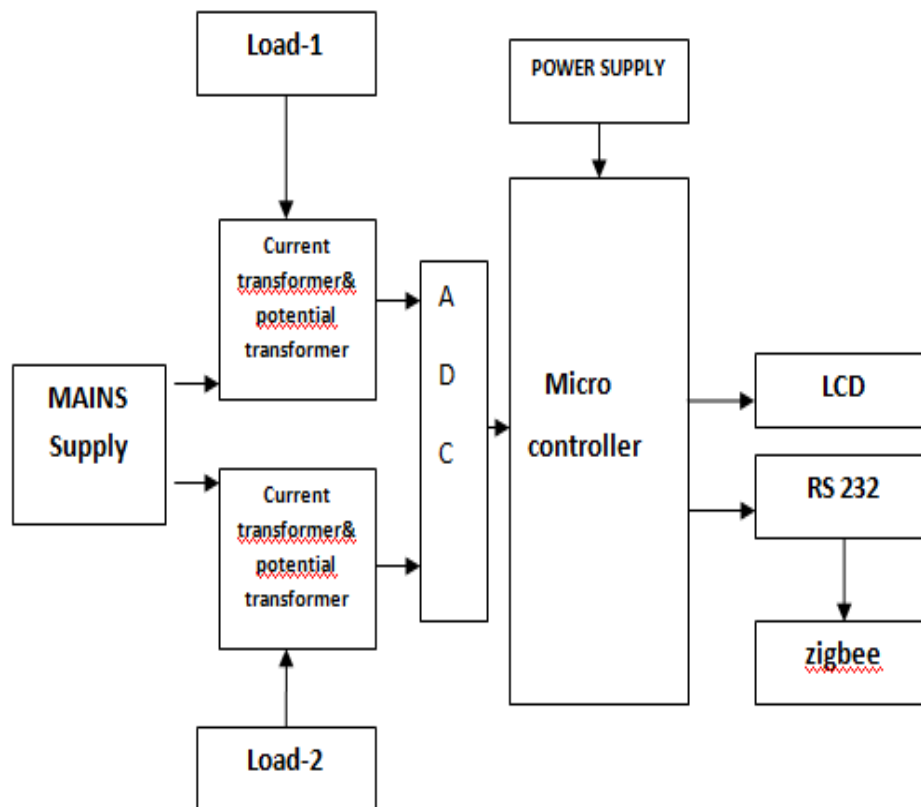 Load-1
POWER SUPPLY
Current
transformer&
potential
transformer
A
D
C
MAINS
Supply
Micro
controller
LCD
RS 232
zigbee
Current
transformer&
potential
transformer
Load-2